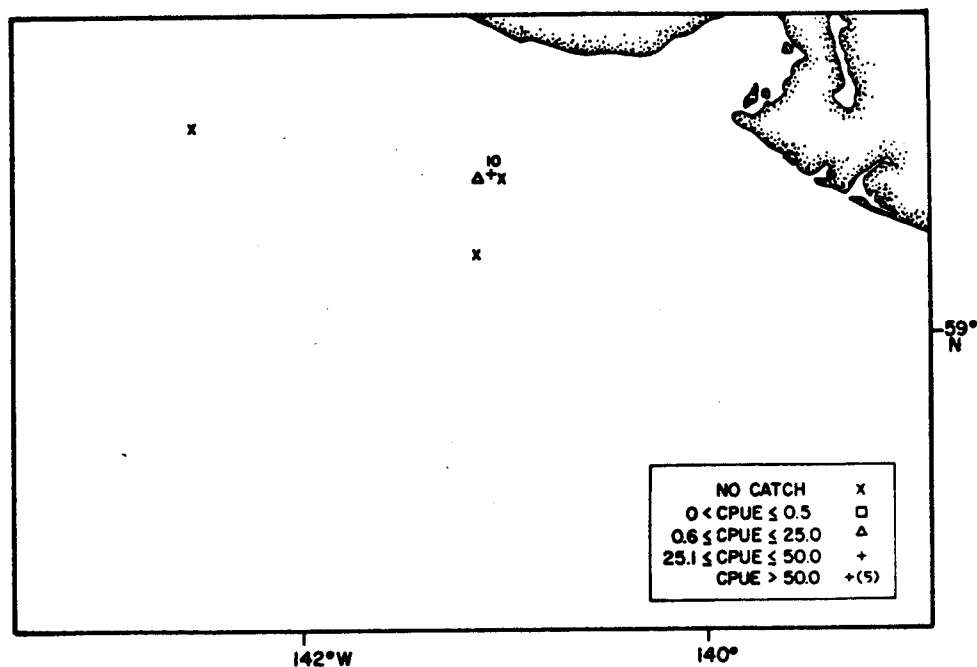 x
10
Δ+x
x
59°
N
NO CATCH x
0 < CPUE ≤ 0.5 □
0.6 ≤ CPUE ≤ 25.0 Δ
25.1 ≤ CPUE ≤ 50.0 +
CPUE > 50.0 +(5)
142°W
140°